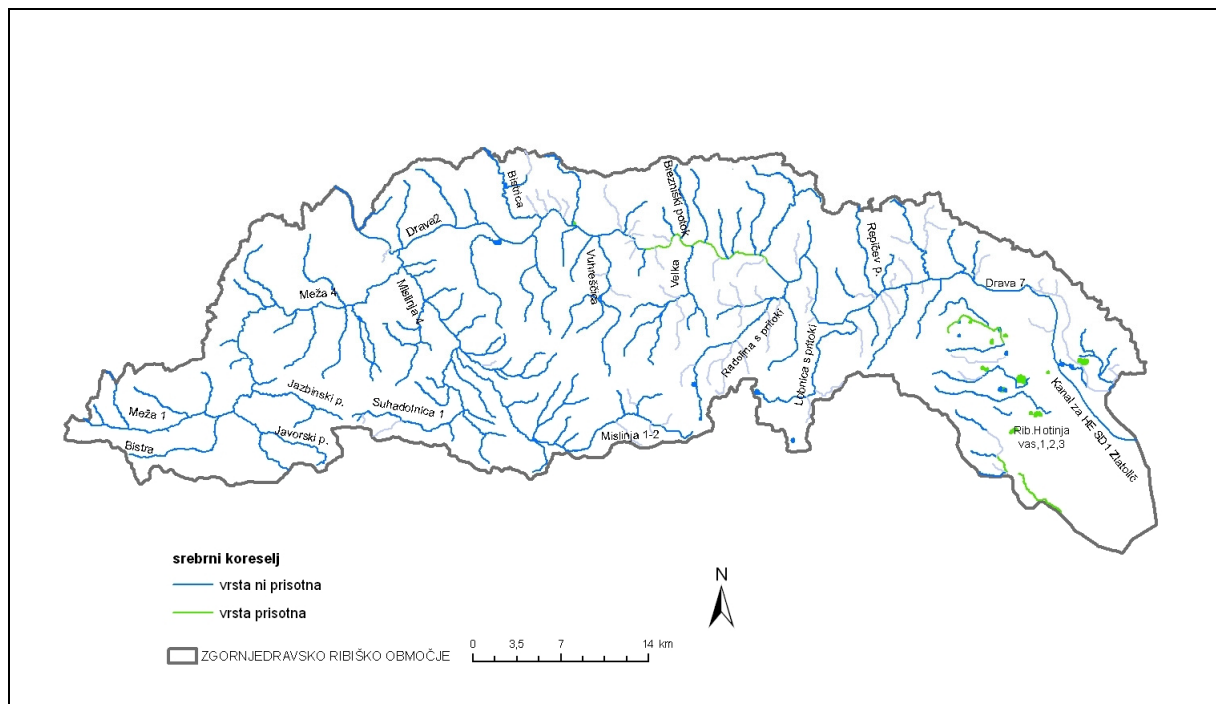 Bistrica
Brezniški potok
Drava2
Repičev p.
Vuhreščica
Velka
Mislinja 4
Meža 4
Drava 7
Radoljna s pritoki
Lobnica s pritoki
Jazbinski p.
Suhadolnica 1
Meža 1
Javorski p.
Mislinja 1-2
Bistra
Kanal za HE SD1 Zlatolič
Rib.Hotinja
vas,1,2,3
srebrni koreselj
vrsta ni prisotna
vrsta prisotna
ZGORNJEDRAVSKO RIBIŠKO OBMOČJE
N
0 3,5 7 14 km